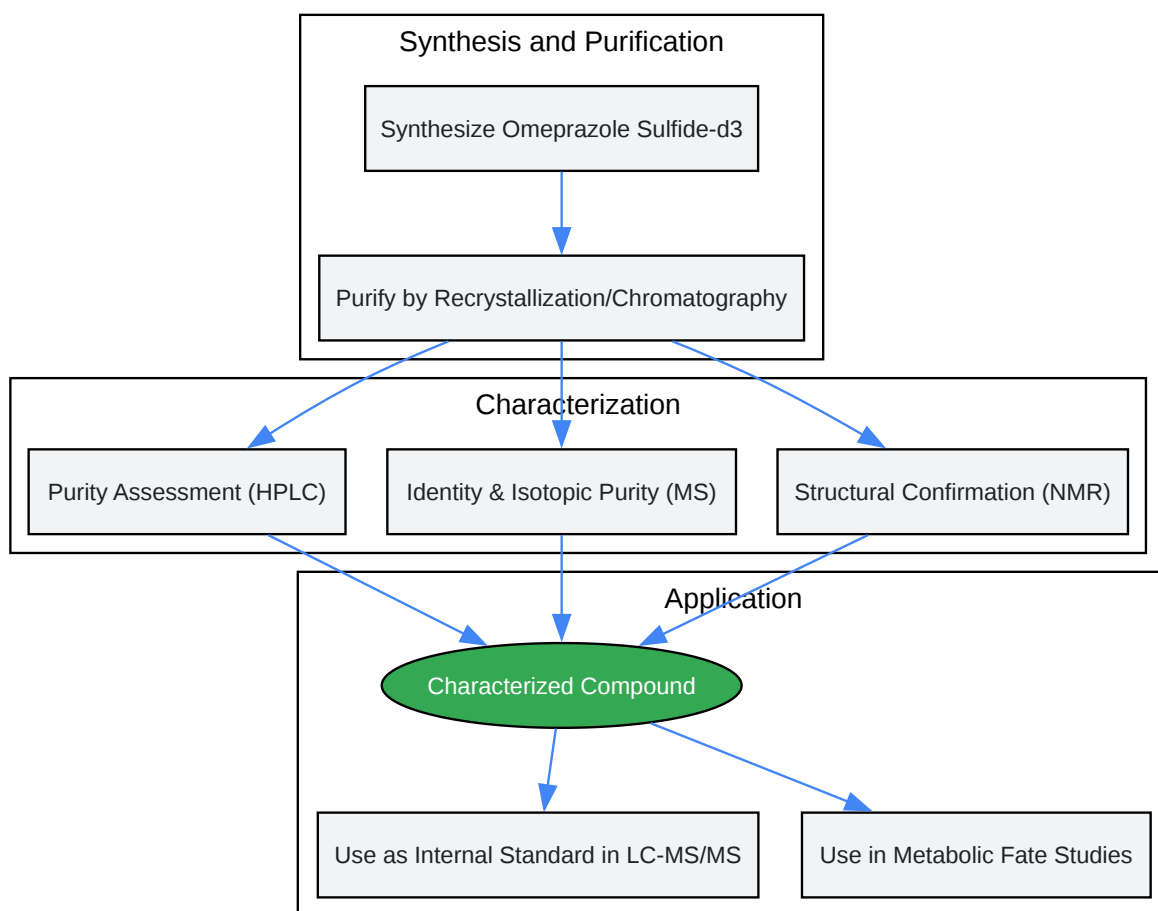 Synthesis and Purification
Synthesize Omeprazole Sulfide-d3
Purify by Recrystallization/Chromatography
Characterization
Purity Assessment (HPLC)
Identity & Isotopic Purity (MS)
Structural Confirmation (NMR)
Application
Characterized Compound
Use as Internal Standard in LC-MS/MS
Use in Metabolic Fate Studies